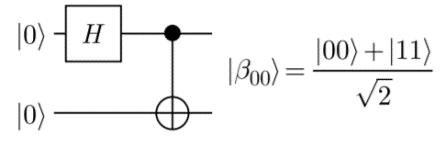 |0⟩ H
|β₀₀⟩ = (|00⟩ + |11⟩) / √2
|0⟩